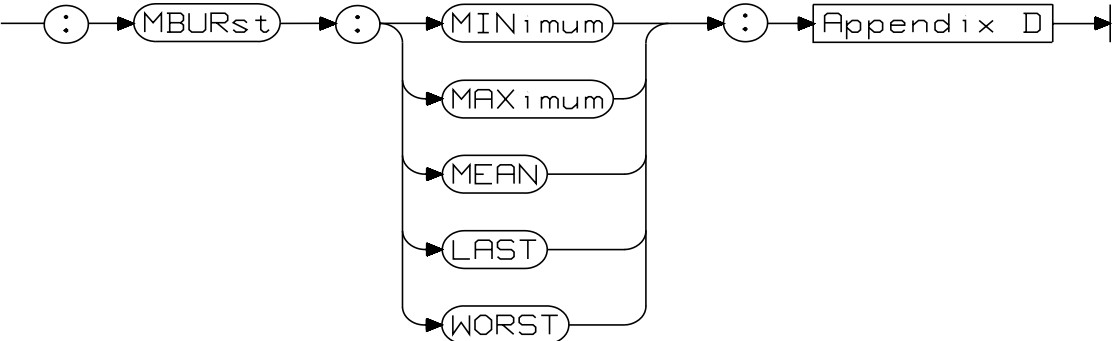 : MBURst : MINimum : Appendix D
MAXimum
MEAN
LAST
WORST